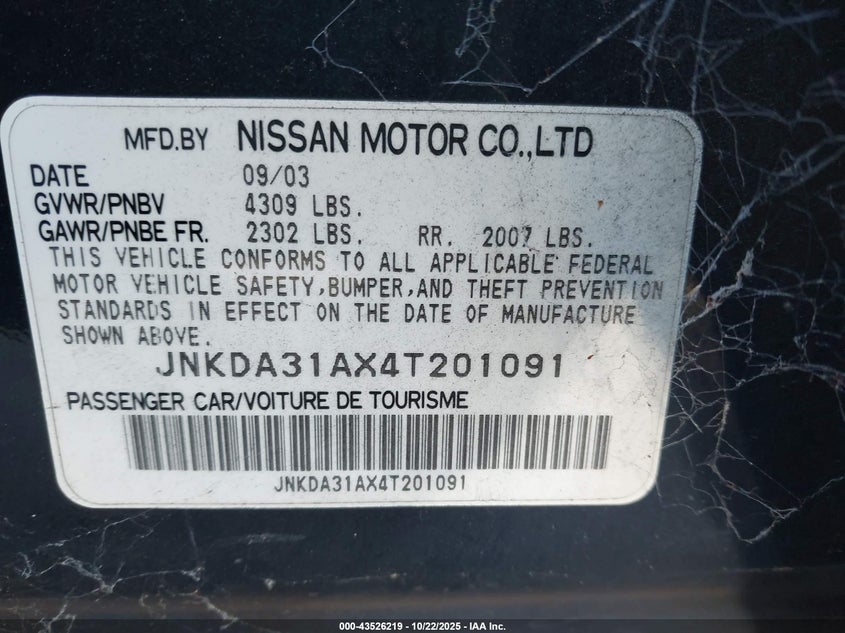 MFD.BY NISSAN MOTOR CO.,LTD
DATE 09/03
GVWR/PNBV 4309 LBS.
GAWR/PNBE FR. 2302 LBS. RR. 2007 LBS.
THIS VEHICLE CONFORMS TO ALL APPLICABLE FEDERAL
MOTOR VEHICLE SAFETY,BUMPER,AND THEFT PREVENTION
STANDARDS IN EFFECT ON THE DATE OF MANUFACTURE
SHOWN ABOVE.
JNKDA31AX4T201091
PASSENGER CAR/VOITURE DE TOURISME
JNKDA31AX4T201091
000-43526219 - 10/22/2025 - IAA Inc.